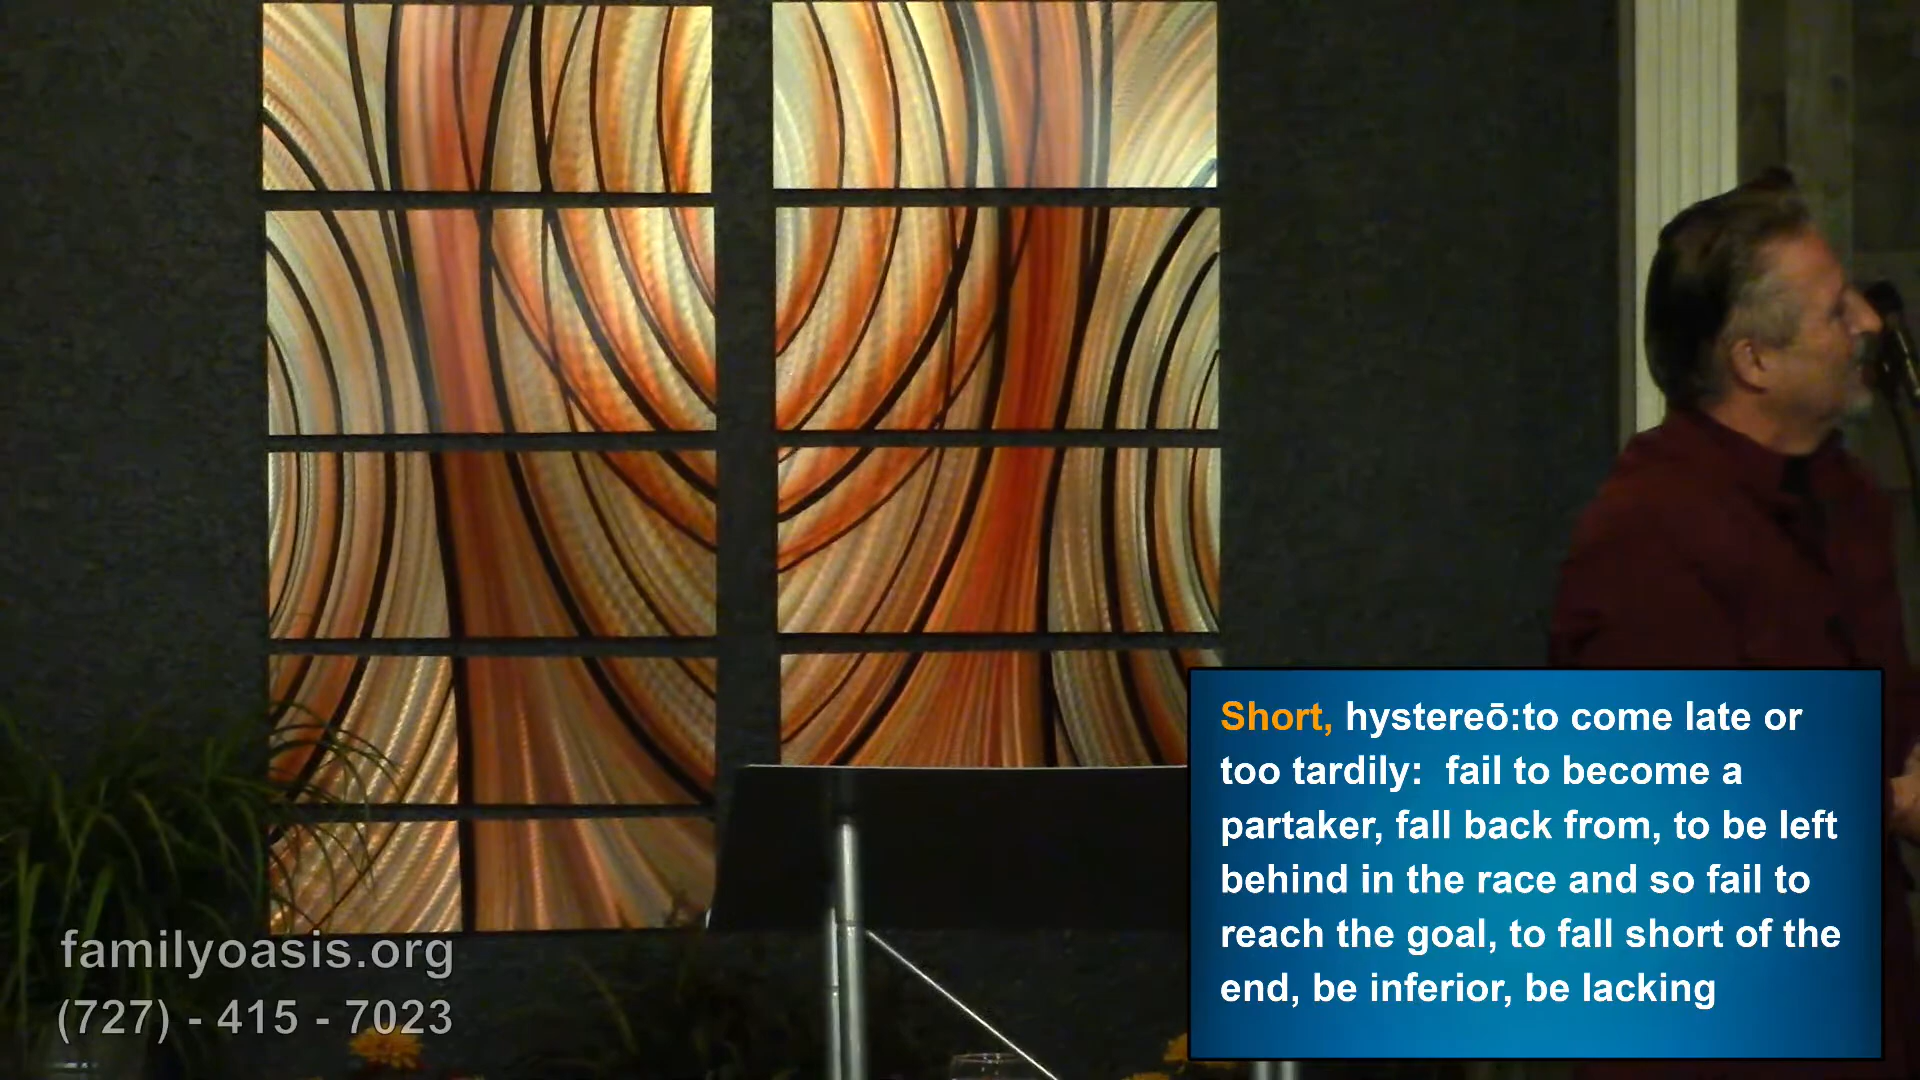 familyoasis.org
(727) - 415 - 7023
Short, hystereō:to come late or
too tardily:  fail to become a
partaker, fall back from, to be left
behind in the race and so fail to
reach the goal, to fall short of the
end, be inferior, be lacking